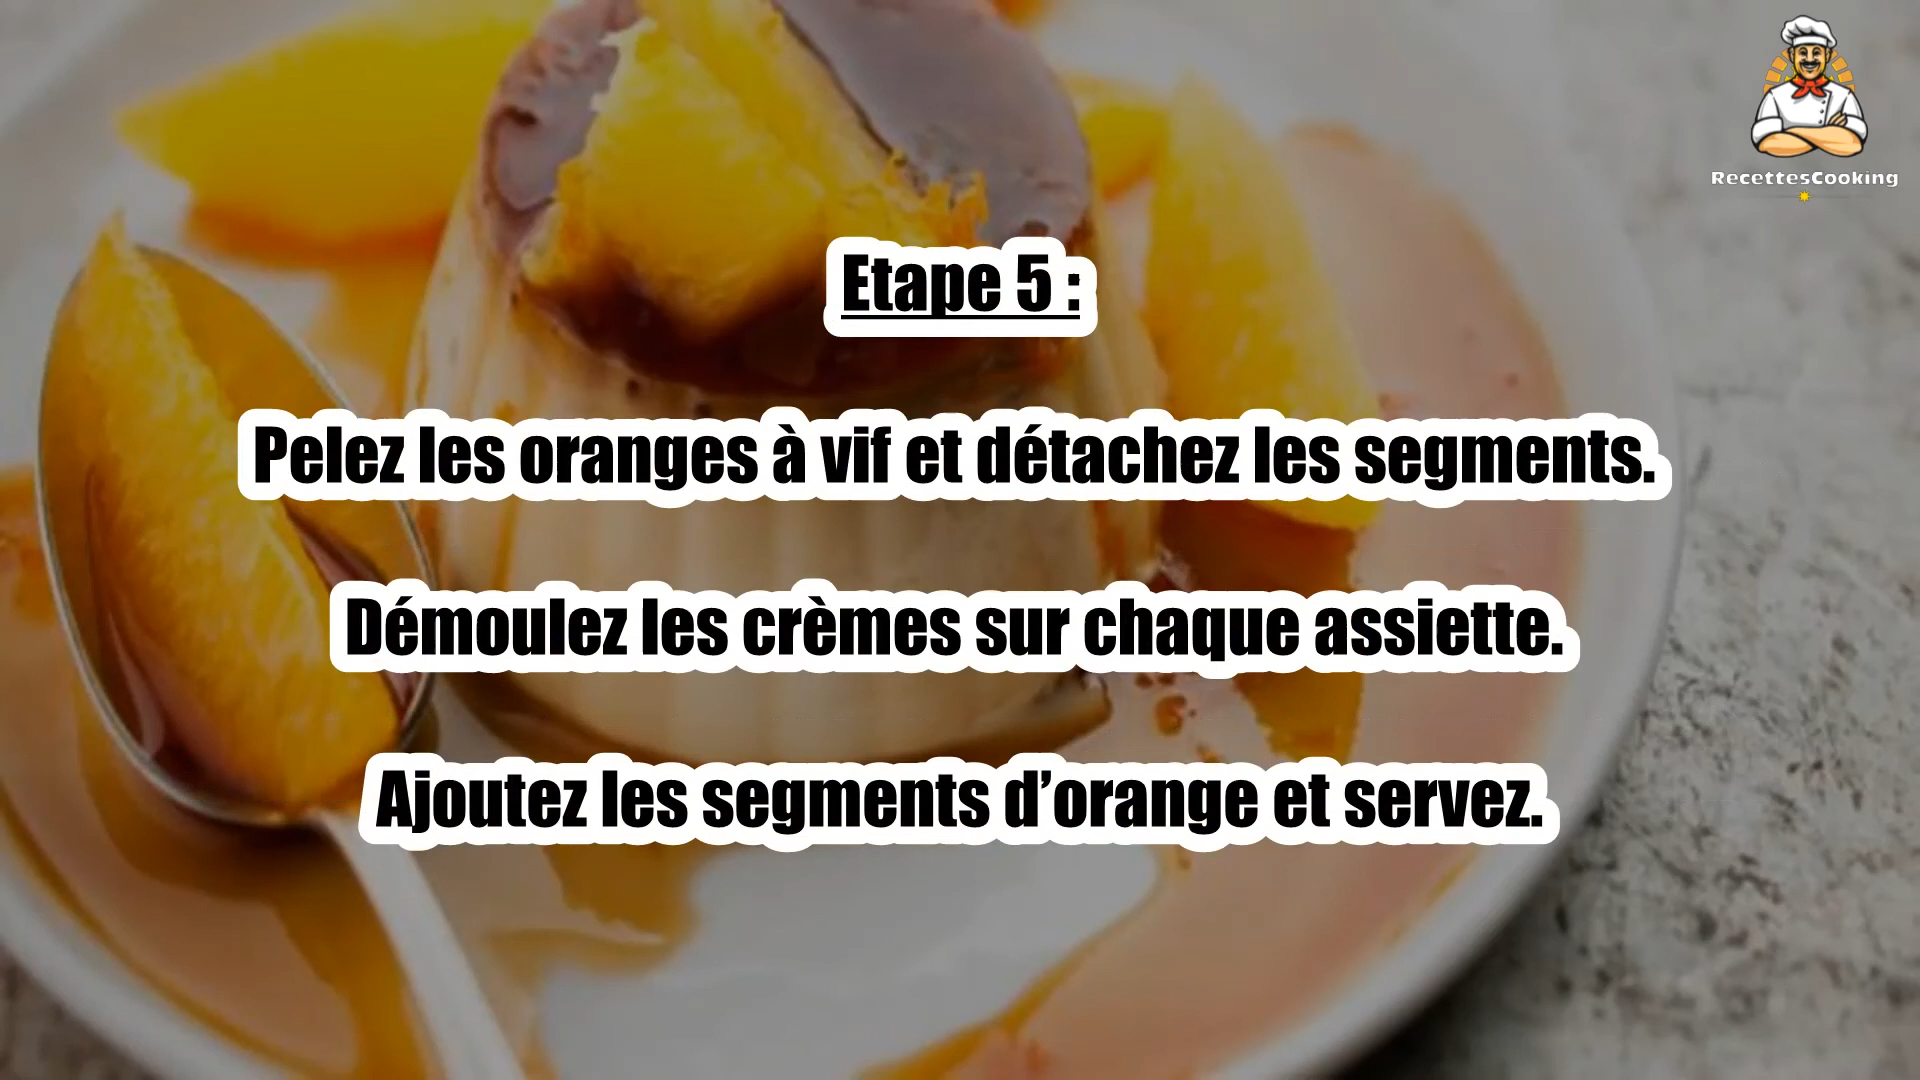 RecettesCooking
Etape 5 :
Pelez les oranges à vif et détachez les segments.
Démoulez les crèmes sur chaque assiette.
Ajoutez les segments d’orange et servez.